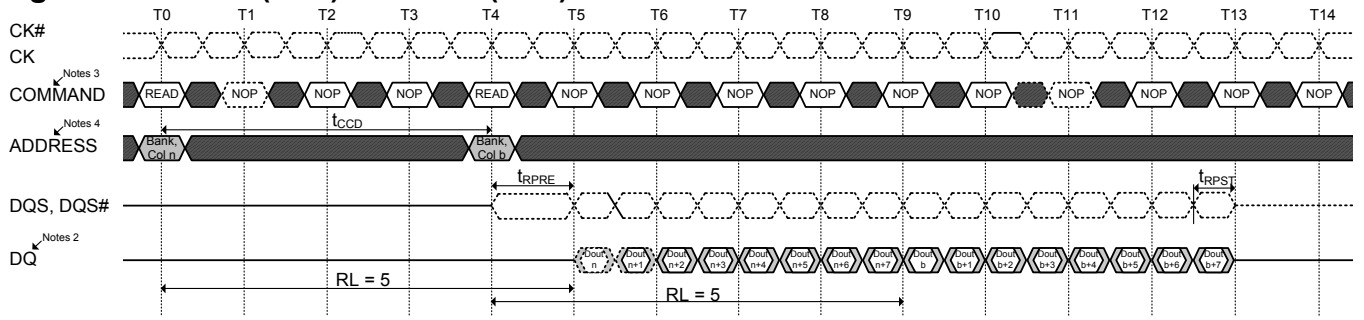 T0 T1 T2 T3 T4 T5 T6 T7 T8 T9 T10 T11 T12 T13 T14
CK#
CK
Notes 3
COMMAND READ NOP NOP NOP READ NOP NOP NOP NOP NOP NOP NOP NOP NOP NOP
Notes 4
tCCD
ADDRESS Bank, Col n Bank, Col b
tRPRE tRPST
DQS, DQS#
Notes 2
DQ Dout n Dout n+1 Dout n+2 Dout n+3 Dout n+4 Dout n+5 Dout n+6 Dout n+7 Dout b Dout b+1 Dout b+2 Dout b+3 Dout b+4 Dout b+5 Dout b+6 Dout b+7
RL = 5
RL = 5